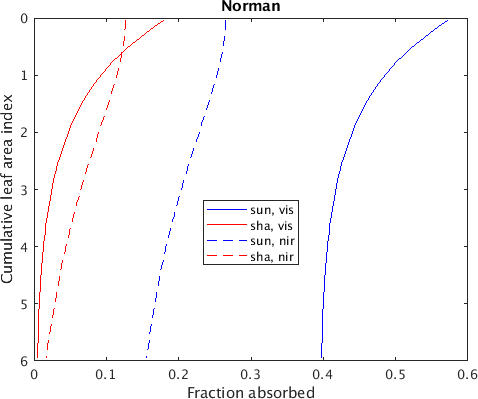 Norman
0
1
2
3
4
5
6
Cumulative leaf area index
sun, vis
sha, vis
sun, nir
sha, nir
0 0.1 0.2 0.3 0.4 0.5 0.6
Fraction absorbed